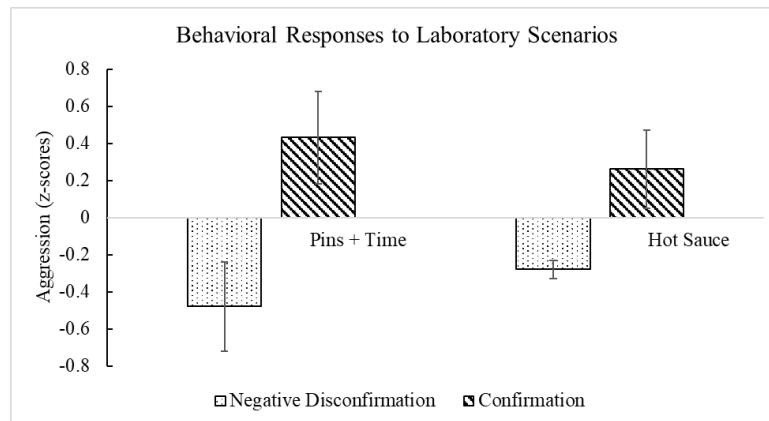 Behavioral Responses to Laboratory Scenarios
Aggression (z-scores)
0.8
0.6
0.4
0.2
0
-0.2
-0.4
-0.6
-0.8
Pins + Time
Hot Sauce
Negative Disconfirmation
Confirmation